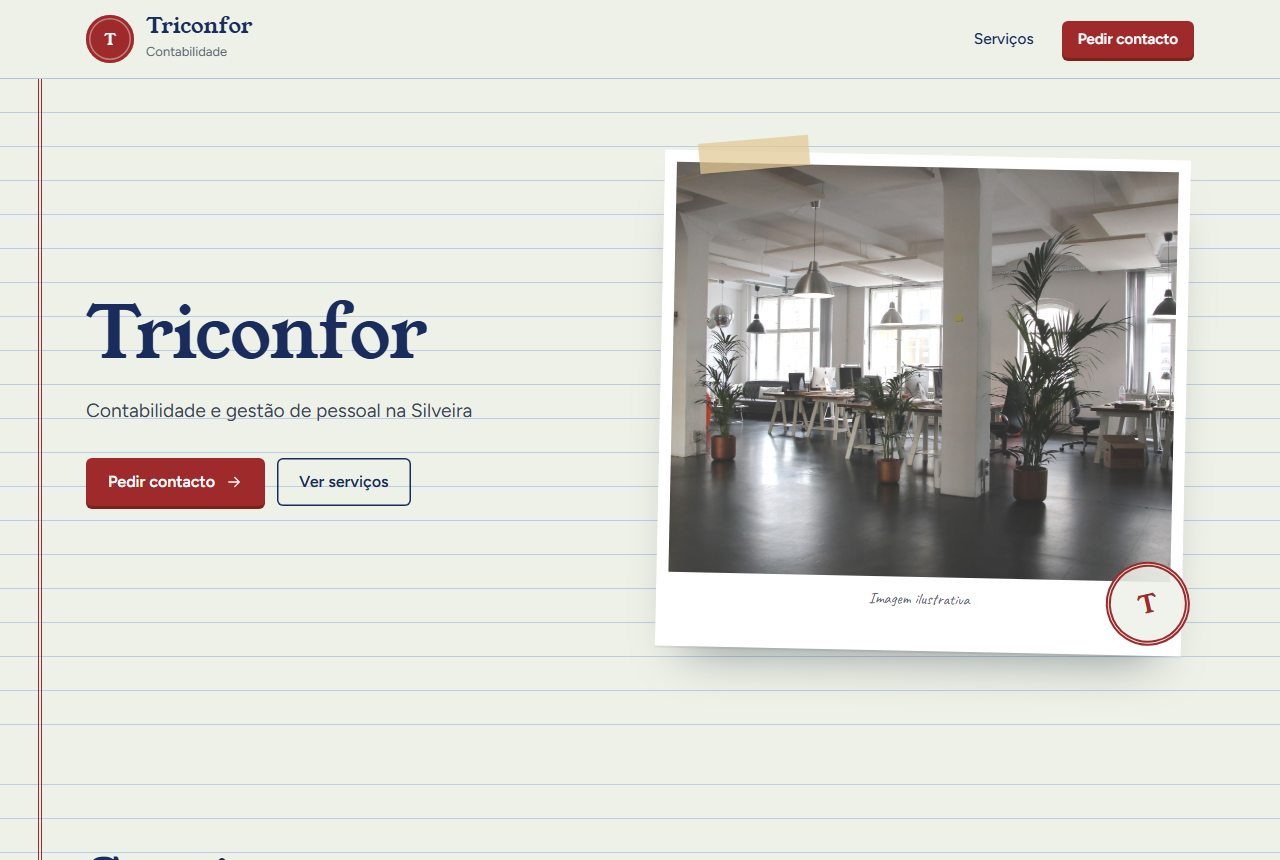 T
Triconfor
Contabilidade
Serviços
Pedir contacto
Triconfor
Contabilidade e gestão de pessoal na Silveira
Pedir contacto →
Ver serviços
Imagem ilustrativa
T